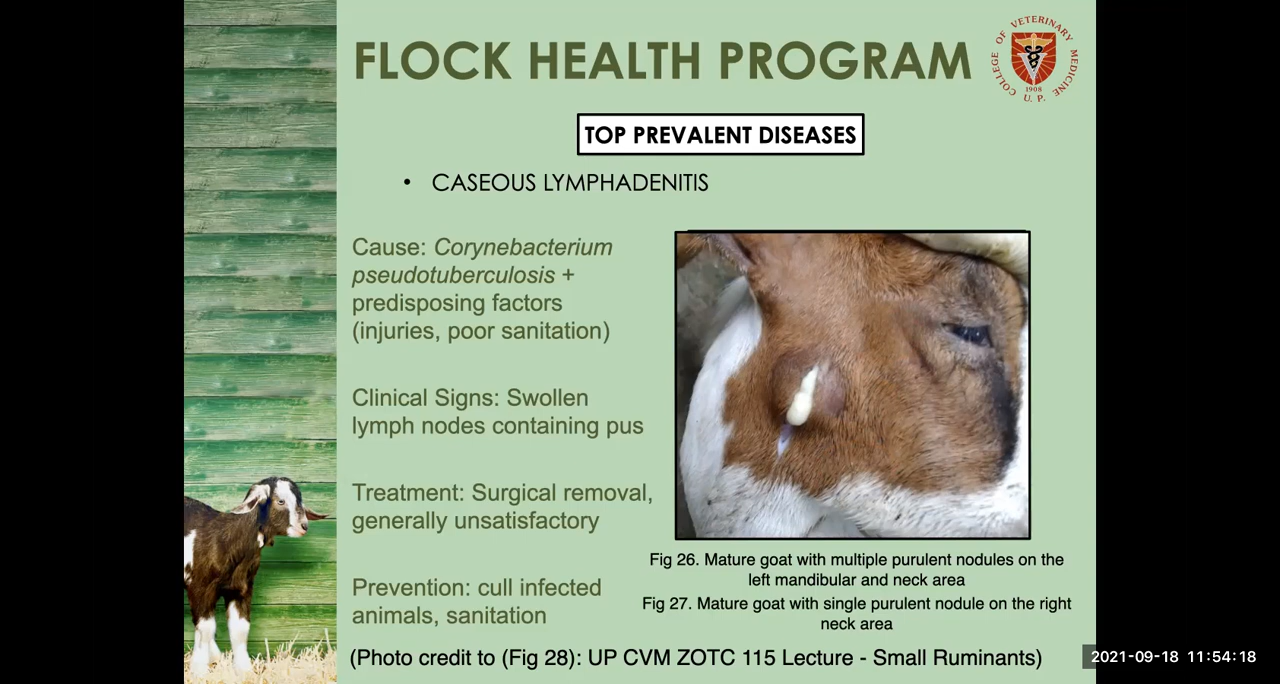 FLOCK HEALTH PROGRAM
COLLEGE OF VETERINARY MEDICINE
1908
U. P.
TOP PREVALENT DISEASES
• CASEOUS LYMPHADENITIS
Cause: Corynebacterium
pseudotuberculosis +
predisposing factors
(injuries, poor sanitation)
Clinical Signs: Swollen
lymph nodes containing pus
Treatment: Surgical removal,
generally unsatisfactory
Prevention: cull infected
animals, sanitation
Fig 26. Mature goat with multiple purulent nodules on the
left mandibular and neck area
Fig 27. Mature goat with single purulent nodule on the right
neck area
(Photo credit to (Fig 28): UP CVM ZOTC 115 Lecture - Small Ruminants)
2021-09-18 11:54:18